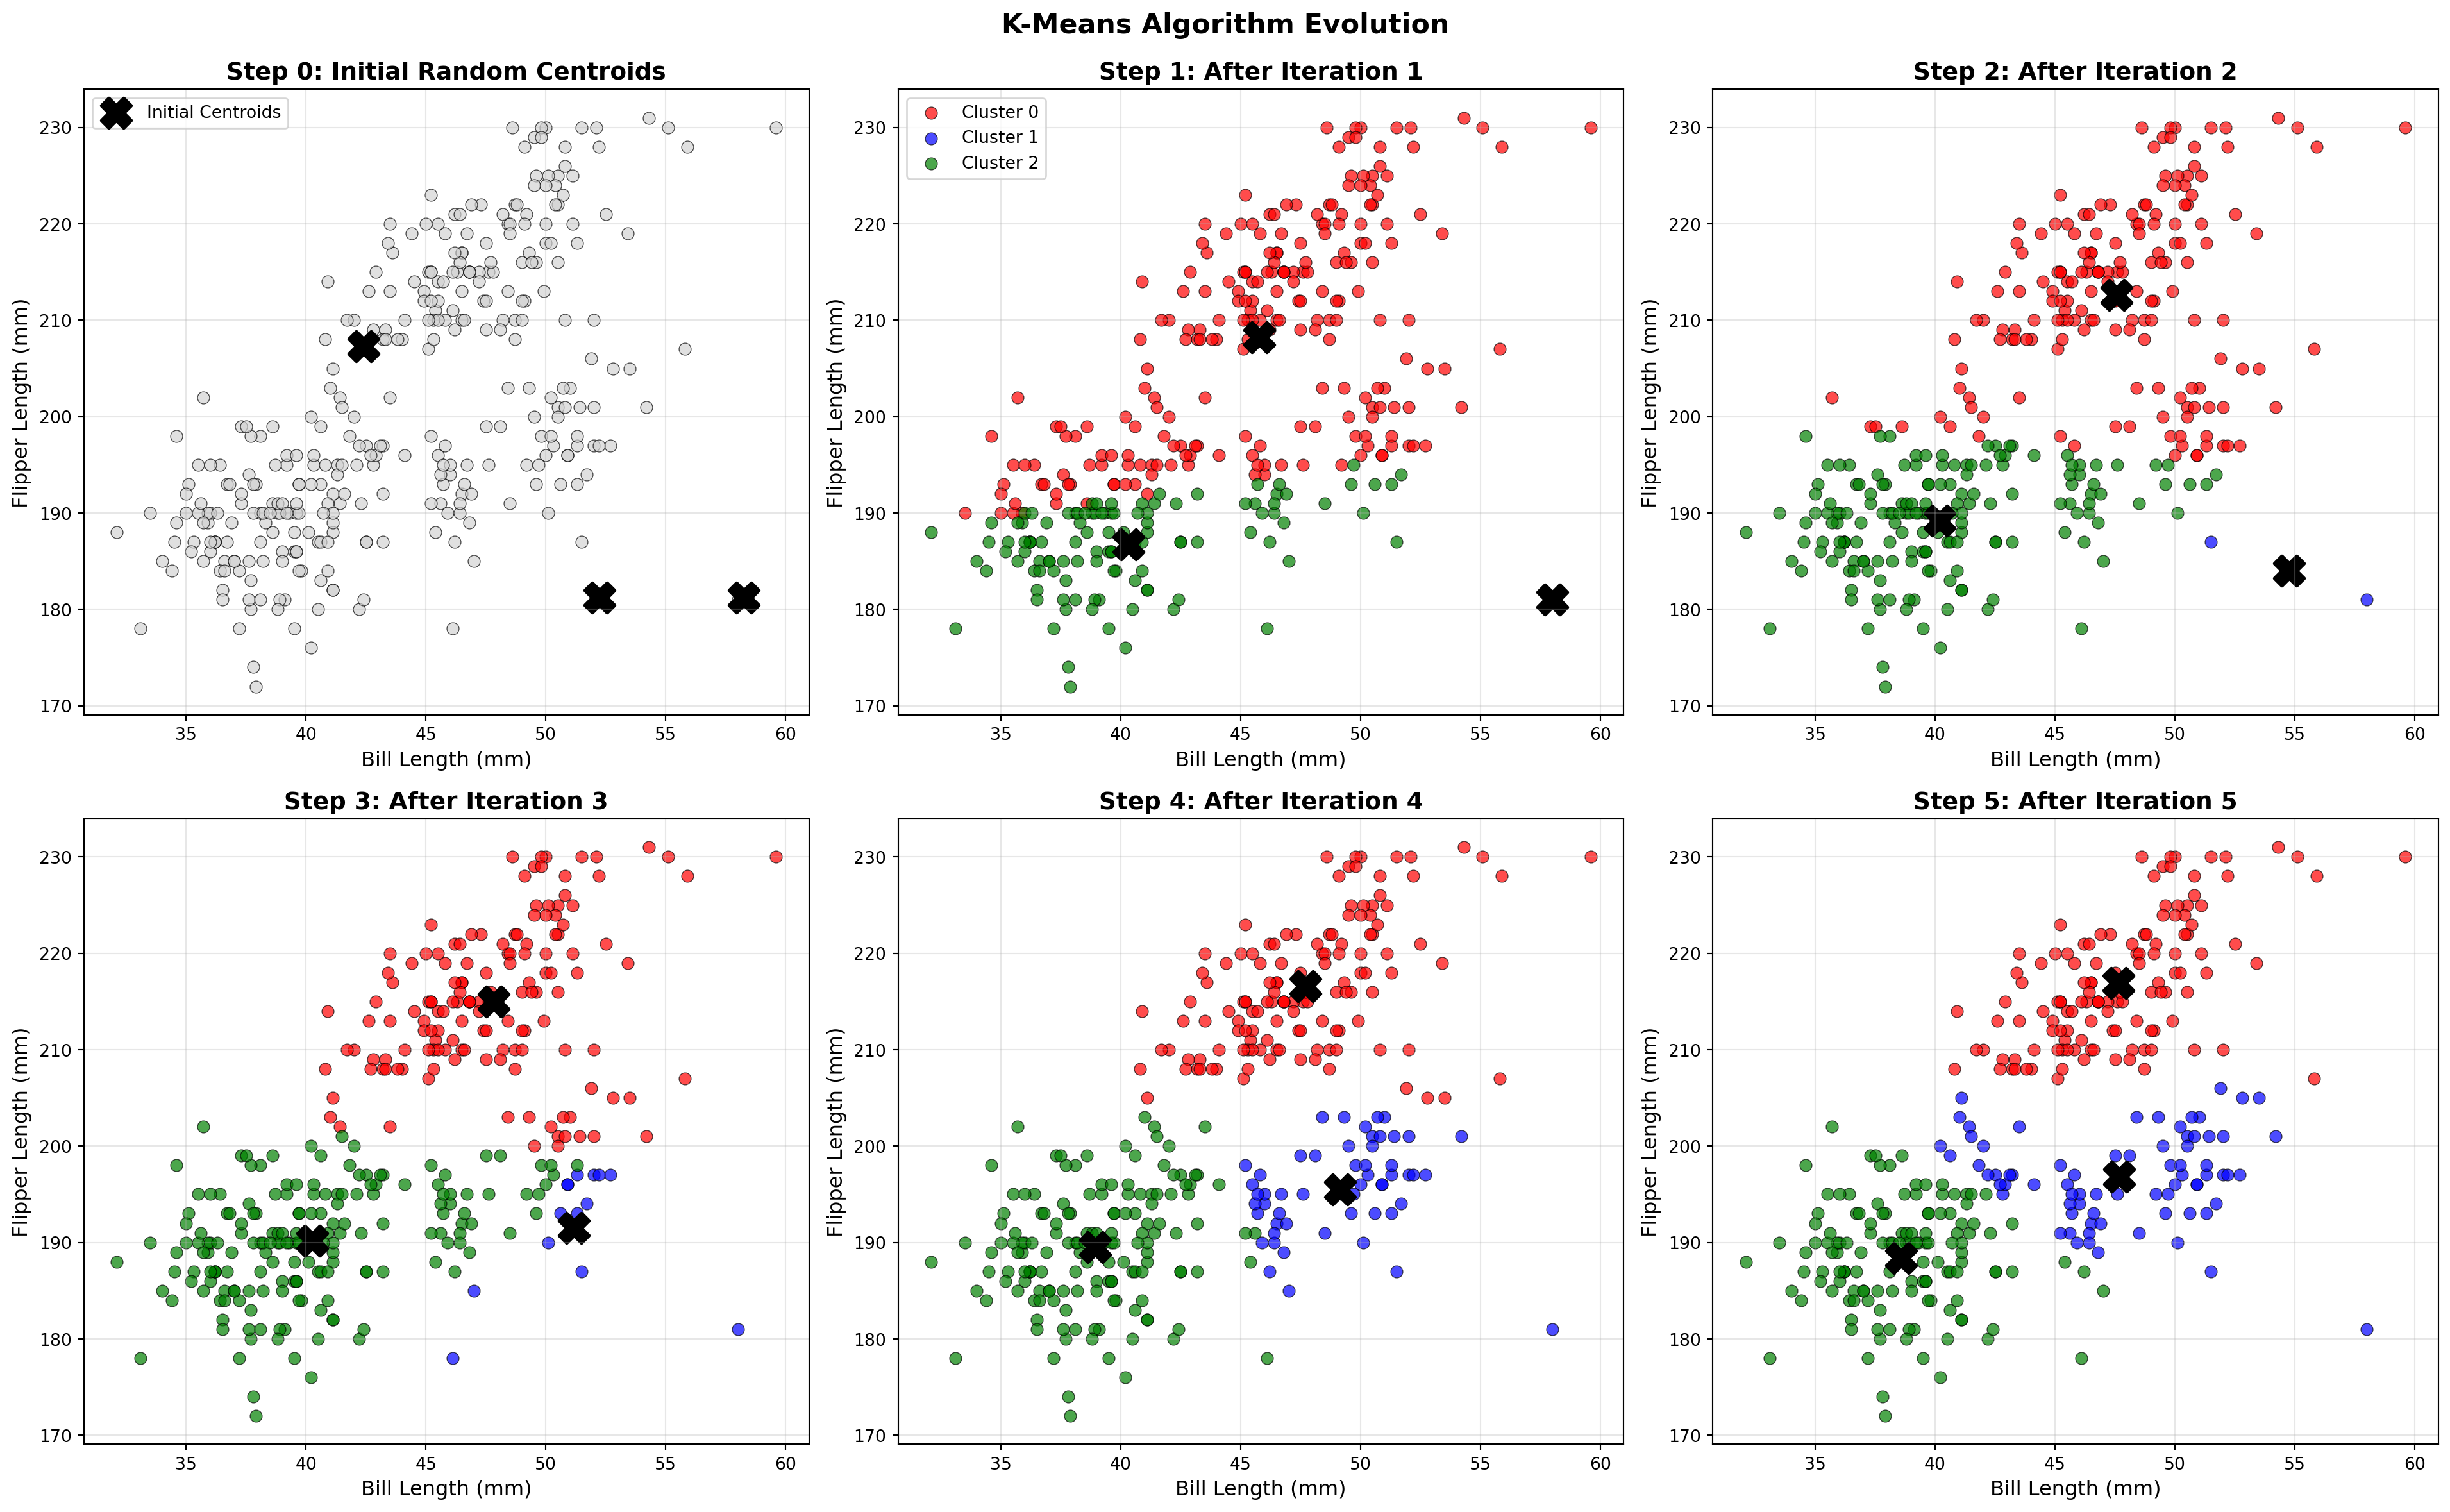 K-Means Algorithm Evolution
Step 0: Initial Random Centroids
Initial Centroids
230
220
210
200
190
180
170
Flipper Length (mm)
35 40 45 50 55 60
Bill Length (mm)
Step 1: After Iteration 1
Cluster 0
Cluster 1
Cluster 2
230
220
210
200
190
180
170
Flipper Length (mm)
35 40 45 50 55 60
Bill Length (mm)
Step 2: After Iteration 2
230
220
210
200
190
180
170
Flipper Length (mm)
35 40 45 50 55 60
Bill Length (mm)
Step 3: After Iteration 3
230
220
210
200
190
180
170
Flipper Length (mm)
35 40 45 50 55 60
Bill Length (mm)
Step 4: After Iteration 4
230
220
210
200
190
180
170
Flipper Length (mm)
35 40 45 50 55 60
Bill Length (mm)
Step 5: After Iteration 5
230
220
210
200
190
180
170
Flipper Length (mm)
35 40 45 50 55 60
Bill Length (mm)